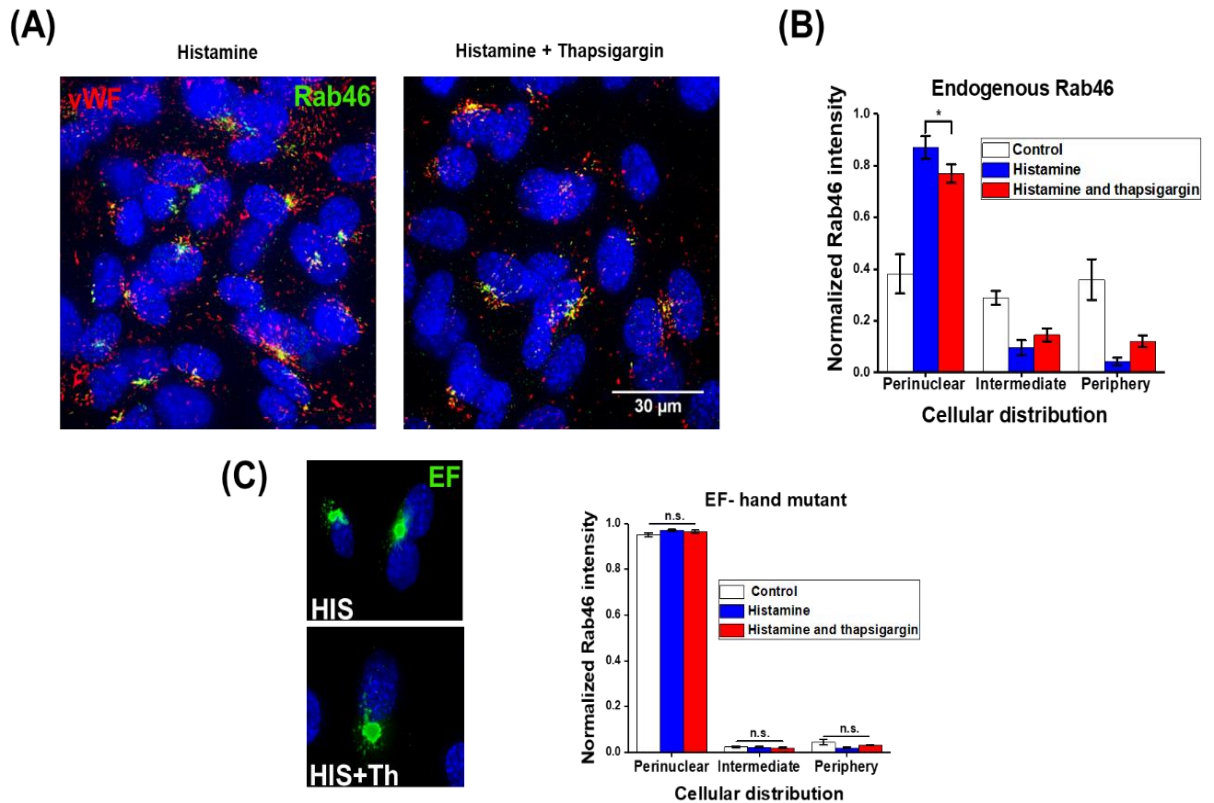 (A)
Histamine
Histamine + Thapsigargin
vWF
Rab46
30 µm
(B)
Endogenous Rab46
*
Control
Histamine
Histamine and thapsigargin
Normalized Rab46 intensity
1.0
0.8
0.6
0.4
0.2
0.0
Perinuclear Intermediate Periphery
Cellular distribution
(C)
EF
HIS
HIS+Th
EF- hand mutant
n.s.
n.s.
n.s.
Control
Histamine
Histamine and thapsigargin
Normalized Rab46 intensity
1.0
0.8
0.6
0.4
0.2
0.0
Perinuclear Intermediate Periphery
Cellular distribution